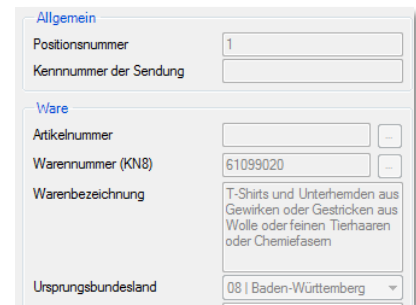 Allgemein
Positionsnummer 1
Kennnummer der Sendung
Ware
Artikelnummer ...
Warennummer (KN8) 61099020 ...
Warenbezeichnung T-Shirts und Unterhemden aus
Gewirken oder Gestricken aus
Wolle oder feinen Tierhaaren
oder Chemiefasern
Ursprungsbundesland 08 | Baden-Württemberg